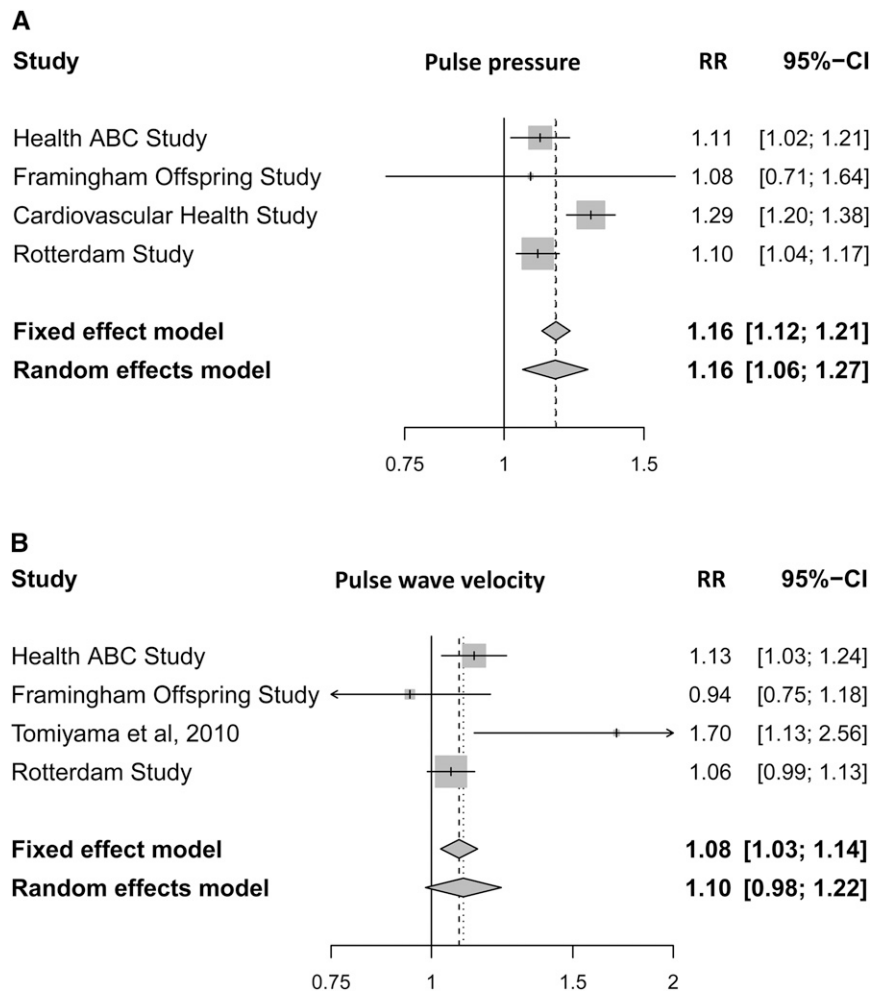 A
Study Pulse pressure RR 95%−CI
Health ABC Study 1.11 [1.02; 1.21]
Framingham Offspring Study 1.08 [0.71; 1.64]
Cardiovascular Health Study 1.29 [1.20; 1.38]
Rotterdam Study 1.10 [1.04; 1.17]
Fixed effect model 1.16 [1.12; 1.21]
Random effects model 1.16 [1.06; 1.27]
0.75 1 1.5
B
Study Pulse wave velocity RR 95%−CI
Health ABC Study 1.13 [1.03; 1.24]
Framingham Offspring Study 0.94 [0.75; 1.18]
Tomiyama et al, 2010 1.70 [1.13; 2.56]
Rotterdam Study 1.06 [0.99; 1.13]
Fixed effect model 1.08 [1.03; 1.14]
Random effects model 1.10 [0.98; 1.22]
0.75 1 1.5 2